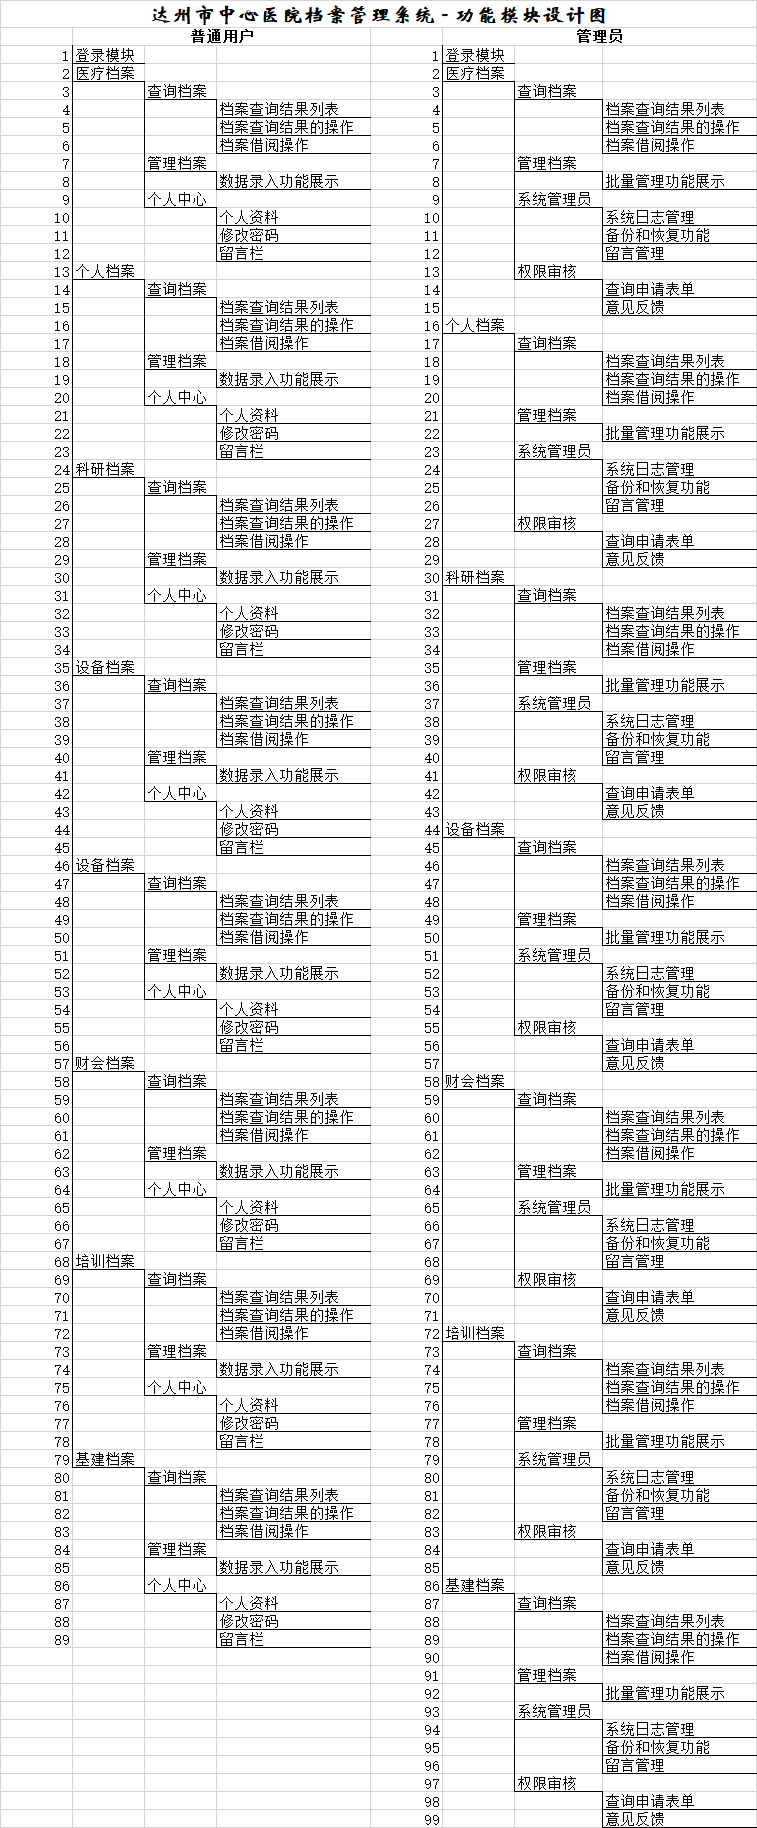 达州市中心医院档案管理系统-功能模块设计图
普通用户 管理员
1 登录模块 1 登录模块
2 医疗档案 2 医疗档案
3 查询档案 3 查询档案
4 档案查询结果列表 4 档案查询结果列表
5 档案查询结果的操作 5 档案查询结果的操作
6 档案借阅操作 6 档案借阅操作
7 管理档案 7 管理档案
8 数据录入功能展示 8 批量管理功能展示
9 个人中心 9 系统管理员
10 个人资料 10 系统日志管理
11 修改密码 11 备份和恢复功能
12 留言栏 12 留言管理
13 个人档案 13 权限审核
14 查询档案 14 查询申请表单
15 档案查询结果列表 15 意见反馈
16 档案查询结果的操作 16 个人档案
17 档案借阅操作 17 查询档案
18 管理档案 18 档案查询结果列表
19 数据录入功能展示 19 档案查询结果的操作
20 个人中心 20 档案借阅操作
21 个人资料 21 管理档案
22 修改密码 22 批量管理功能展示
23 留言栏 23 系统管理员
24 科研档案 24 系统日志管理
25 查询档案 25 备份和恢复功能
26 档案查询结果列表 26 留言管理
27 档案查询结果的操作 27 权限审核
28 档案借阅操作 28 查询申请表单
29 管理档案 29 意见反馈
30 数据录入功能展示 30 科研档案
31 个人中心 31 查询档案
32 个人资料 32 档案查询结果列表
33 修改密码 33 档案查询结果的操作
34 留言栏 34 档案借阅操作
35 设备档案 35 管理档案
36 查询档案 36 批量管理功能展示
37 档案查询结果列表 37 系统管理员
38 档案查询结果的操作 38 系统日志管理
39 档案借阅操作 39 备份和恢复功能
40 管理档案 40 留言管理
41 数据录入功能展示 41 权限审核
42 个人中心 42 查询申请表单
43 个人资料 43 意见反馈
44 修改密码 44 设备档案
45 留言栏 45 查询档案
46 设备档案 46 档案查询结果列表
47 查询档案 47 档案查询结果的操作
48 档案查询结果列表 48 档案借阅操作
49 档案查询结果的操作 49 管理档案
50 档案借阅操作 50 批量管理功能展示
51 管理档案 51 系统管理员
52 数据录入功能展示 52 系统日志管理
53 个人中心 53 备份和恢复功能
54 个人资料 54 留言管理
55 修改密码 55 权限审核
56 留言栏 56 查询申请表单
57 财会档案 57 意见反馈
58 查询档案 58 财会档案
59 档案查询结果列表 59 查询档案
60 档案查询结果的操作 60 档案查询结果列表
61 档案借阅操作 61 档案查询结果的操作
62 管理档案 62 档案借阅操作
63 数据录入功能展示 63 管理档案
64 个人中心 64 批量管理功能展示
65 个人资料 65 系统管理员
66 修改密码 66 系统日志管理
67 留言栏 67 备份和恢复功能
68 培训档案 68 留言管理
69 查询档案 69 权限审核
70 档案查询结果列表 70 查询申请表单
71 档案查询结果的操作 71 意见反馈
72 档案借阅操作 72 培训档案
73 管理档案 73 查询档案
74 数据录入功能展示 74 档案查询结果列表
75 个人中心 75 档案查询结果的操作
76 个人资料 76 档案借阅操作
77 修改密码 77 管理档案
78 留言栏 78 批量管理功能展示
79 基建档案 79 系统管理员
80 查询档案 80 系统日志管理
81 档案查询结果列表 81 备份和恢复功能
82 档案查询结果的操作 82 留言管理
83 档案借阅操作 83 权限审核
84 管理档案 84 查询申请表单
85 数据录入功能展示 85 意见反馈
86 个人中心 86 基建档案
87 个人资料 87 查询档案
88 修改密码 88 档案查询结果列表
89 留言栏 89 档案查询结果的操作
90 档案借阅操作
91 管理档案
92 批量管理功能展示
93 系统管理员
94 系统日志管理
95 备份和恢复功能
96 留言管理
97 权限审核
98 查询申请表单
99 意见反馈